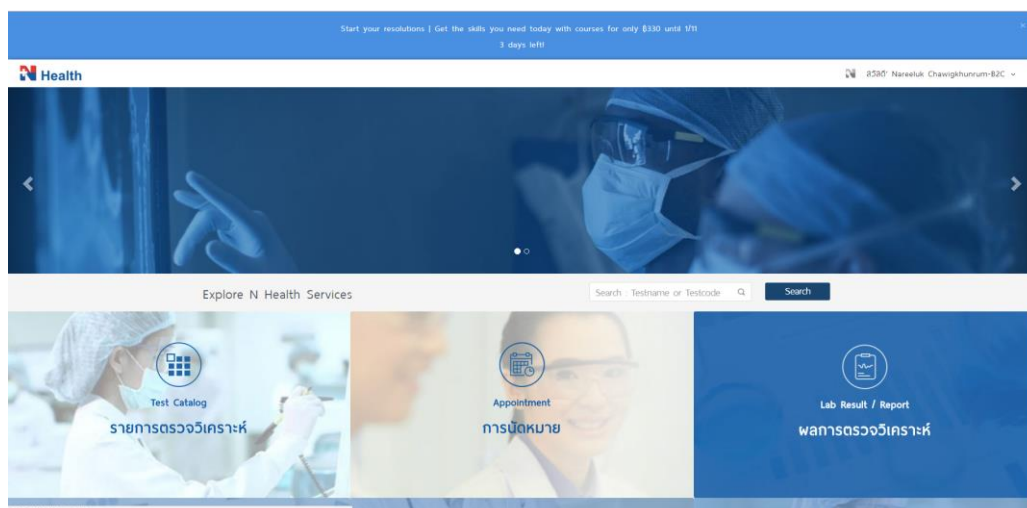 Start your resolutions | Get the skills you need today with courses for only ฿330 until 1/11
3 days left!
Health
สวัสดี Nareeluk Chawigkhunrum-B2C
Explore N Health Services
Search : Testname or Testcode
Search
Test Catalog
รายการตรวจวิเคราะห์
Appointment
การนัดหมาย
Lab Result / Report
ผลการตรวจวิเคราะห์